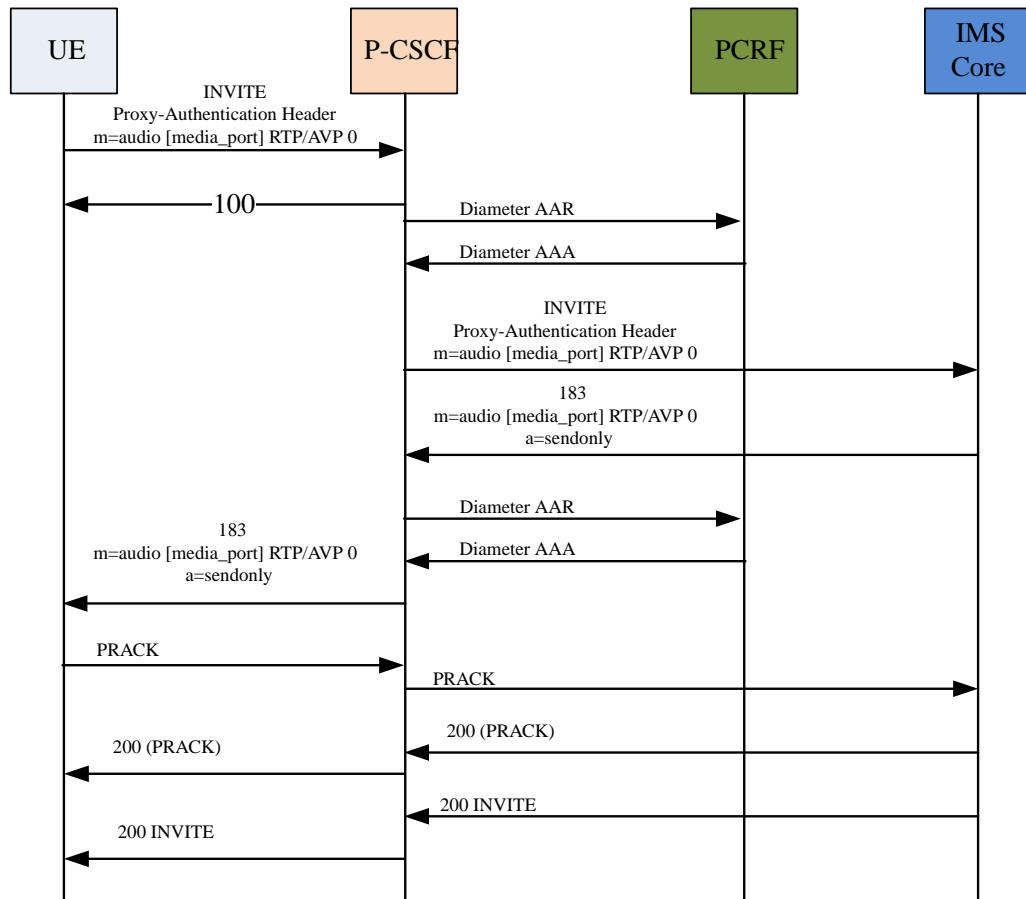 UE
P-CSCF
PCRF
IMS
Core
INVITE
Proxy-Authentication Header
m=audio [media_port] RTP/AVP 0
100
Diameter AAR
Diameter AAA
INVITE
Proxy-Authentication Header
m=audio [media_port] RTP/AVP 0
183
m=audio [media_port] RTP/AVP 0
a=sendonly
Diameter AAR
183
m=audio [media_port] RTP/AVP 0
a=sendonly
Diameter AAA
PRACK
PRACK
200 (PRACK)
200 (PRACK)
200 INVITE
200 INVITE